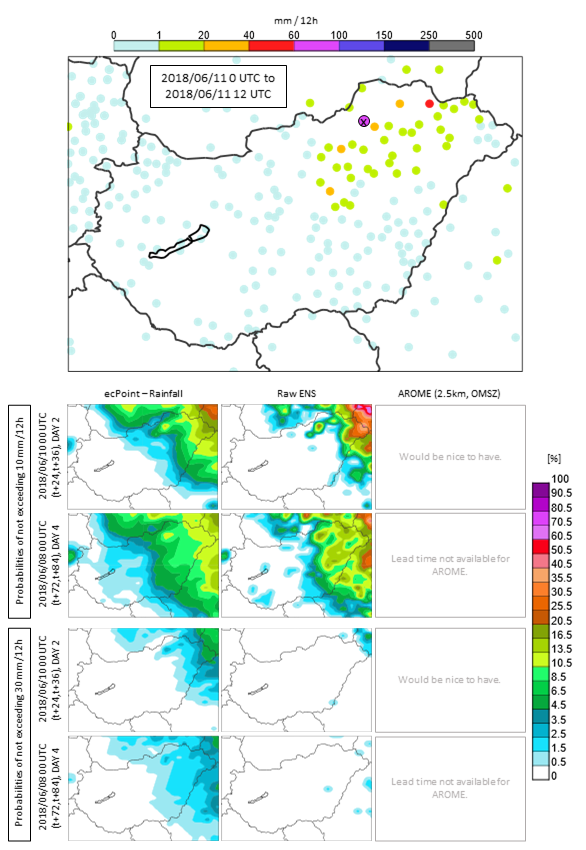 mm / 12h
0 1 20 40 60 100 150 250 500
2018/06/11 0 UTC to
2018/06/11 12 UTC
x
ecPoint – Rainfall Raw ENS AROME (2.5km, OMSZ)
Probabilities of not exceeding 10 mm/12h
2018/06/10 00 UTC
(t+24,t+36), DAY 2
Would be nice to have.
2018/06/08 00 UTC
(t+72,t+84), DAY 4
Lead time not available for
AROME.
Probabilities of not exceeding 30 mm/12h
2018/06/10 00 UTC
(t+24,t+36), DAY 2
Would be nice to have.
2018/06/08 00 UTC
(t+72,t+84), DAY 4
Lead time not available for
AROME.
[%]
100
90.5
80.5
70.5
60.5
50.5
40.5
35.5
30.5
25.5
20.5
16.5
13.5
10.5
8.5
6.5
4.5
3.5
2.5
1.5
0.5
0